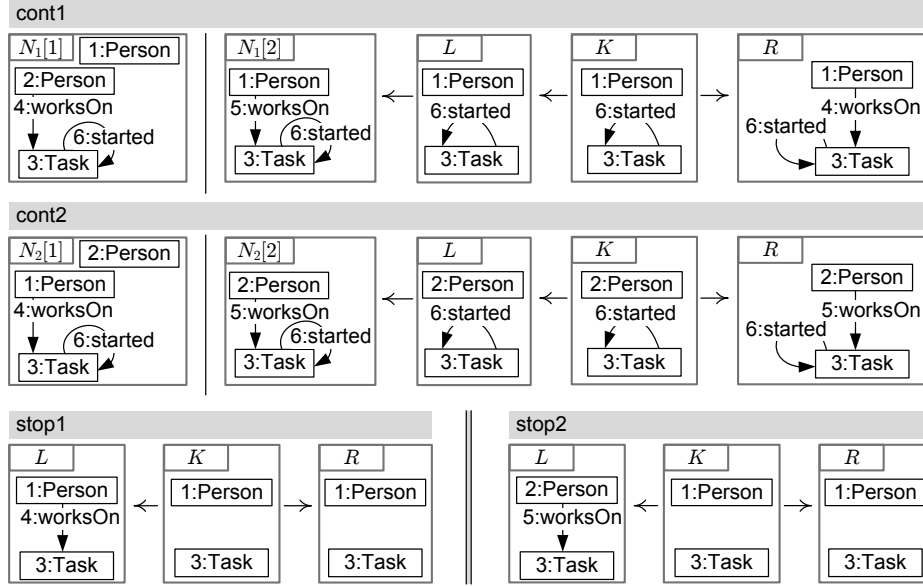 cont1
N₁[1] 1:Person
2:Person
4:worksOn
6:started
3:Task
N₁[2]
1:Person
5:worksOn
6:started
3:Task
L
1:Person
6:started
3:Task
K
1:Person
6:started
3:Task
R
1:Person
4:worksOn
6:started
3:Task
cont2
N₂[1] 2:Person
1:Person
4:worksOn
6:started
3:Task
N₂[2]
2:Person
5:worksOn
6:started
3:Task
L
2:Person
6:started
3:Task
K
2:Person
6:started
3:Task
R
2:Person
5:worksOn
6:started
3:Task
stop1
L
1:Person
4:worksOn
3:Task
K
1:Person
3:Task
R
1:Person
3:Task
stop2
L
2:Person
5:worksOn
3:Task
K
1:Person
3:Task
R
1:Person
3:Task